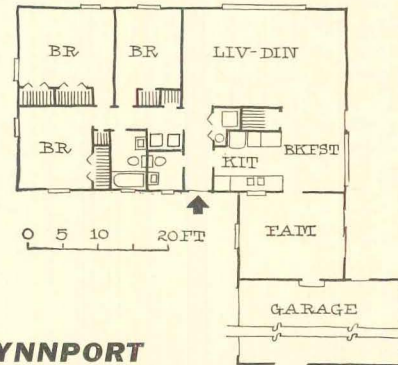 BR
BR
LIV-DIN
BR
KIT
BKFST
0 5 10 20 FT
FAM
GARAGE
YNNPORT